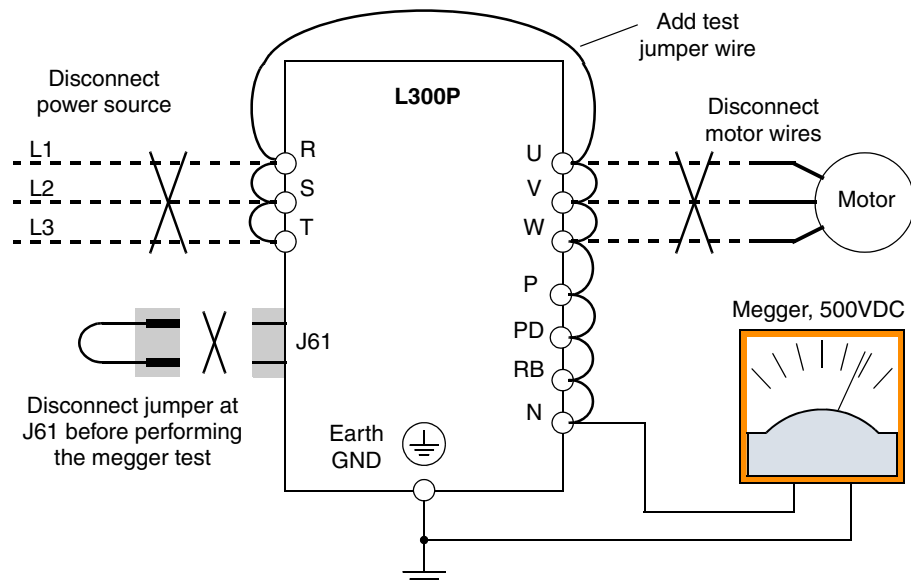 Add test
jumper wire
Disconnect
power source
L300P
Disconnect
motor wires
L1
L2
L3
R
S
T
U
V
W
Motor
P
PD
RB
N
J61
Megger, 500VDC
Disconnect jumper at
J61 before performing
the megger test
Earth
GND